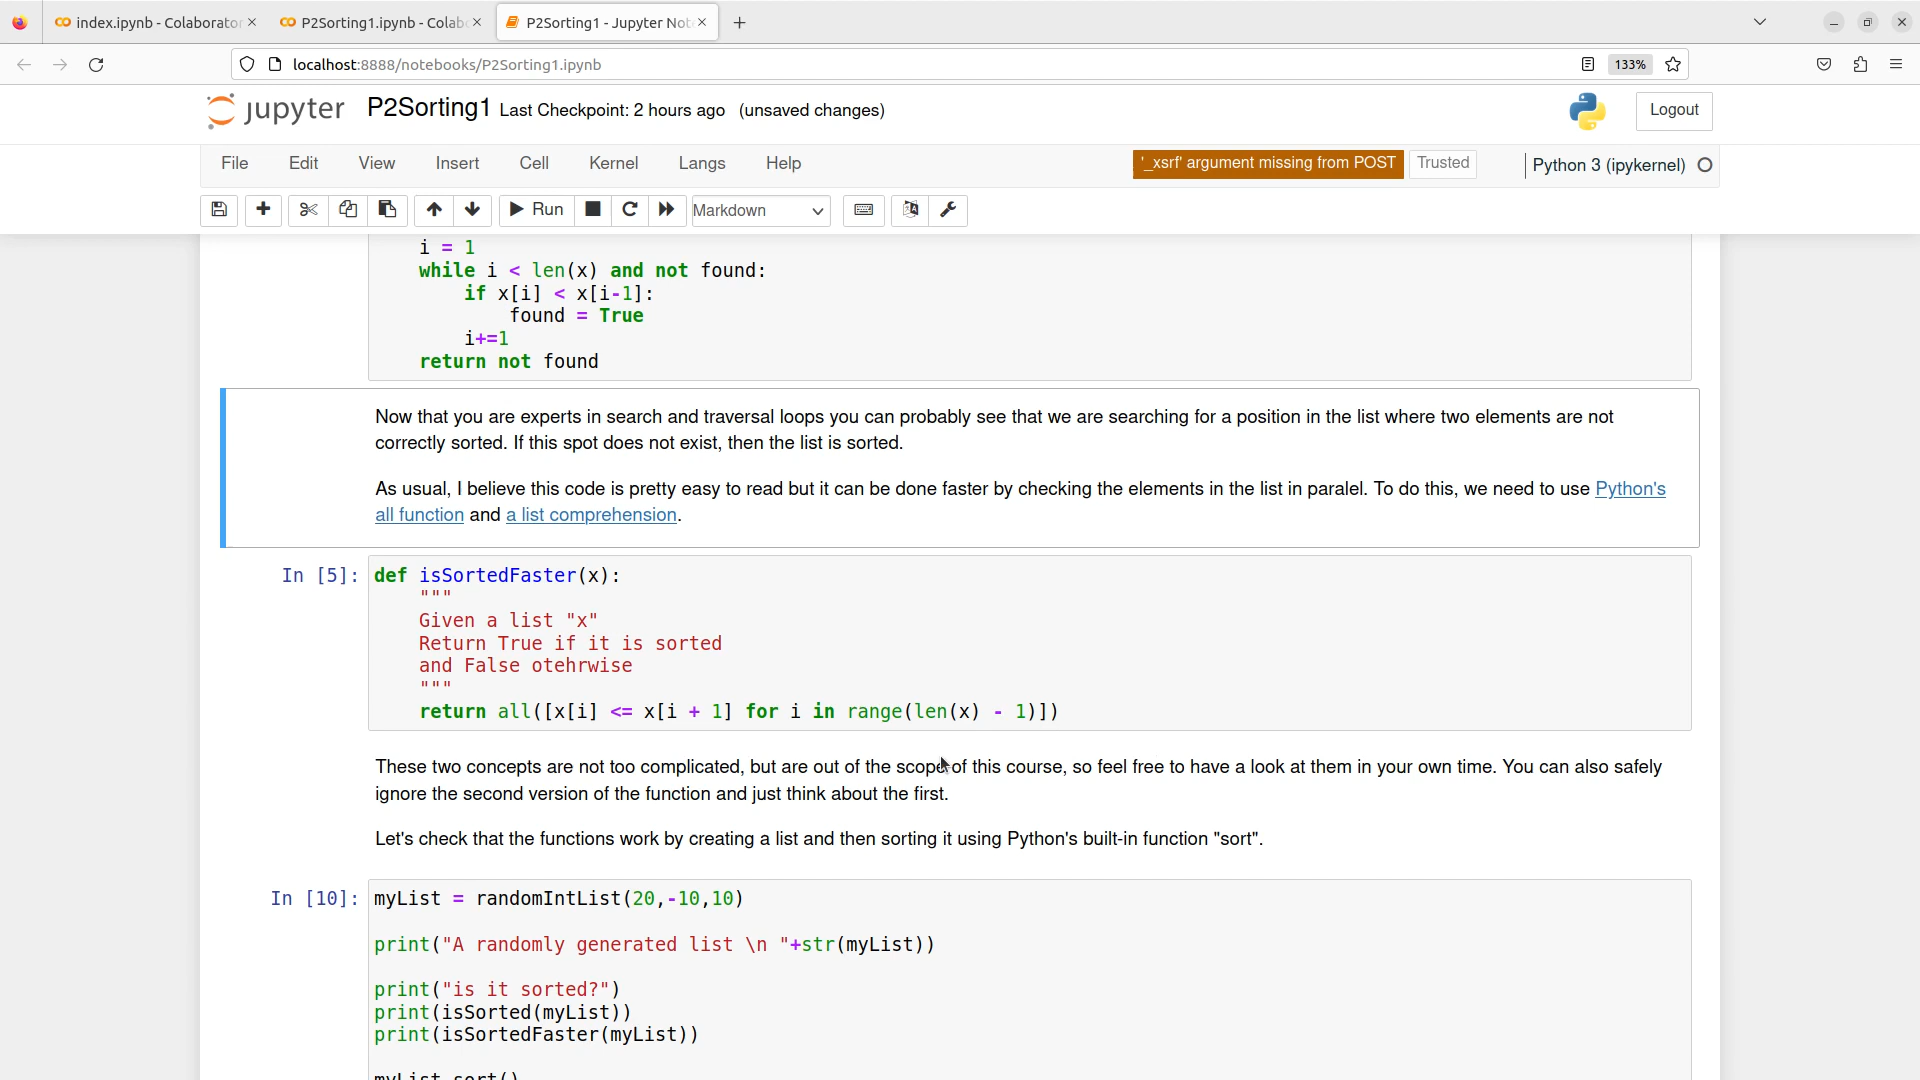 index.ipynb - Colaborator
P2Sorting1.ipynb - Colab
P2Sorting1 - Jupyter Not
localhost:8888/notebooks/P2Sorting1.ipynb
133%
jupyter P2Sorting1 Last Checkpoint: 2 hours ago (unsaved changes)
Logout
File Edit View Insert Cell Kernel Langs Help
'_xsrf' argument missing from POST
Trusted
Python 3 (ipykernel)
Run
Markdown
i = 1
while i < len(x) and not found:
if x[i] < x[i-1]:
found = True
i+=1
return not found
Now that you are experts in search and traversal loops you can probably see that we are searching for a position in the list where two elements are not
correctly sorted. If this spot does not exist, then the list is sorted.
As usual, I believe this code is pretty easy to read but it can be done faster by checking the elements in the list in paralel. To do this, we need to use Python's
all function and a list comprehension.
In [5]: def isSortedFaster(x):
"""
Given a list "x"
Return True if it is sorted
and False otehrwise
"""
return all([x[i] <= x[i + 1] for i in range(len(x) - 1)])
These two concepts are not too complicated, but are out of the scope of this course, so feel free to have a look at them in your own time. You can also safely
ignore the second version of the function and just think about the first.
Let's check that the functions work by creating a list and then sorting it using Python's built-in function "sort".
In [10]: myList = randomIntList(20,-10,10)
print("A randomly generated list \n "+str(myList))
print("is it sorted?")
print(isSorted(myList))
print(isSortedFaster(myList))
myList.sort()